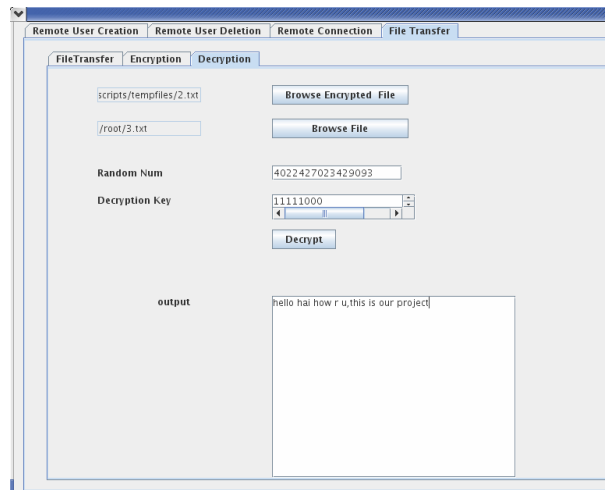 Remote User Creation Remote User Deletion Remote Connection File Transfer
FileTransfer Encryption Decryption
scripts/tempfiles/2.txt Browse Encrypted File
/root/3.txt Browse File
Random Num 4022427023429093
Decryption Key 11111000
Decrypt
output hello hai how r u,this is our project